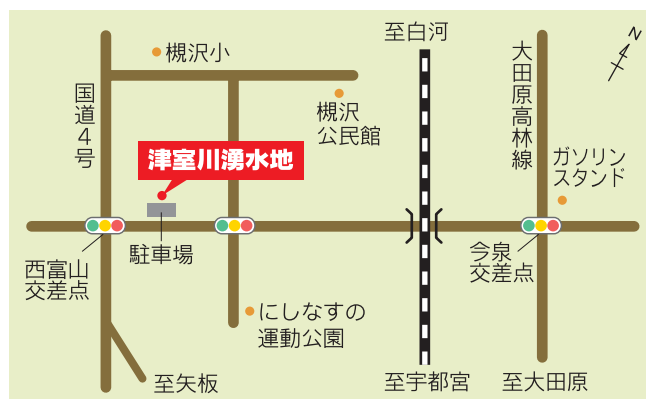 至白河
N
槻沢小
大田原高林線
国道4号
槻沢
公民館
津室川湧水地
ガソリン
スタンド
駐車場
今泉
交差点
西富山
交差点
にしなすの
運動公園
至矢板
至宇都宮
至大田原